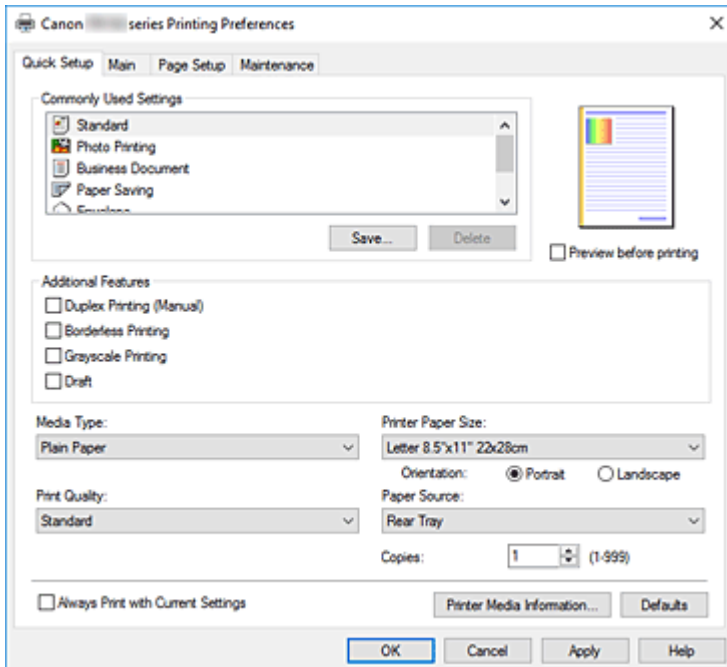 Canon series Printing Preferences
Quick Setup Main Page Setup Maintenance
Commonly Used Settings
Standard
Photo Printing
Business Document
Paper Saving
Save... Delete
Preview before printing
Additional Features
Duplex Printing (Manual)
Borderless Printing
Grayscale Printing
Draft
Media Type: Printer Paper Size:
Plain Paper Letter 8.5"x11" 22x28cm
Orientation: Portrait Landscape
Print Quality: Paper Source:
Standard Rear Tray
Copies: 1 (1-999)
Always Print with Current Settings Printer Media Information... Defaults
OK Cancel Apply Help